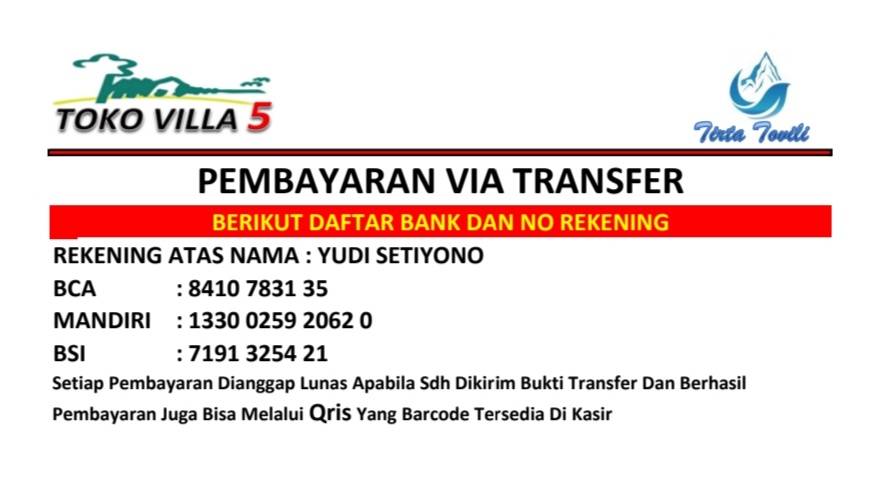 TOKO VILLA 5
Tirta Tovili
PEMBAYARAN VIA TRANSFER
BERIKUT DAFTAR BANK DAN NO REKENING
REKENING ATAS NAMA : YUDI SETIYONO
BCA : 8410 7831 35
MANDIRI : 1330 0259 2062 0
BSI : 7191 3254 21
Setiap Pembayaran Dianggap Lunas Apabila Sdh Dikirim Bukti Transfer Dan Berhasil
Pembayaran Juga Bisa Melalui Qris Yang Barcode Tersedia Di Kasir